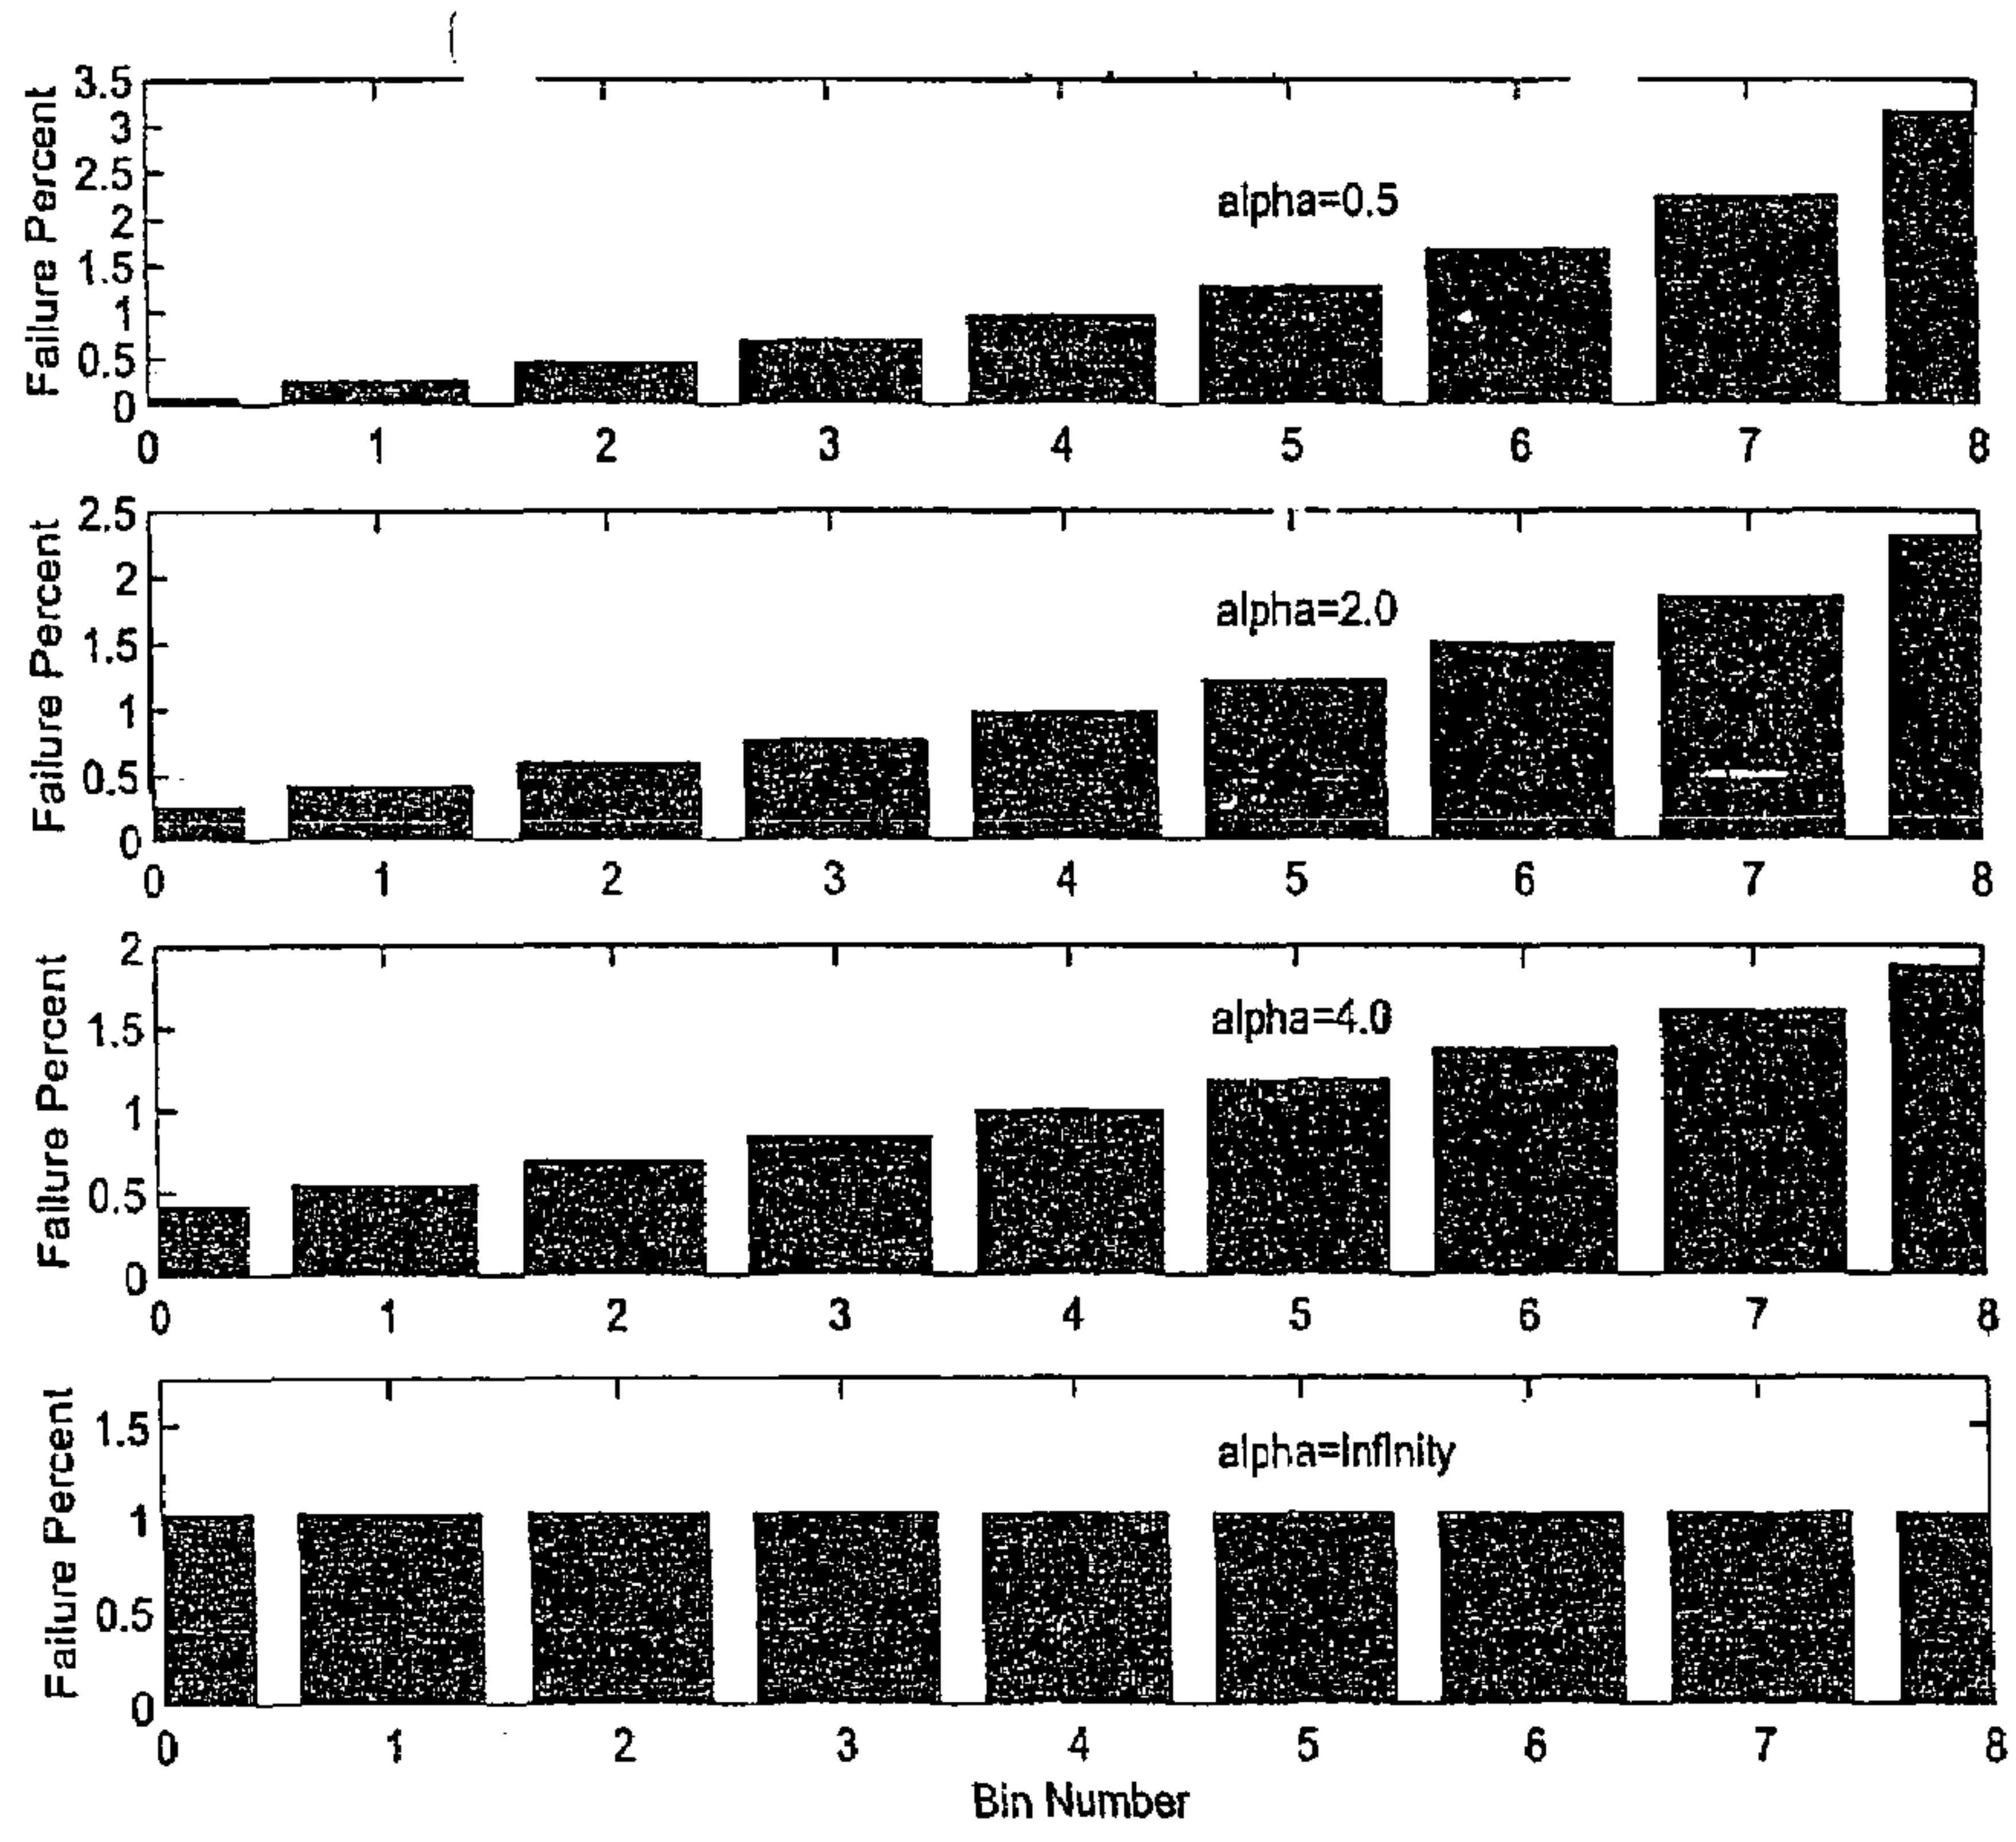 Failure Percent
3.5
3
2.5
2
1.5
1
0.5
0
alpha=0.5
0 1 2 3 4 5 6 7 8
Failure Percent
2.5
2
1.5
1
0.5
0
alpha=2.0
0 1 2 3 4 5 6 7 8
Failure Percent
2
1.5
1
0.5
0
alpha=4.0
0 1 2 3 4 5 6 7 8
Failure Percent
1.5
1
0.5
0
alpha=Infinity
0 1 2 3 4 5 6 7 8
Bin Number